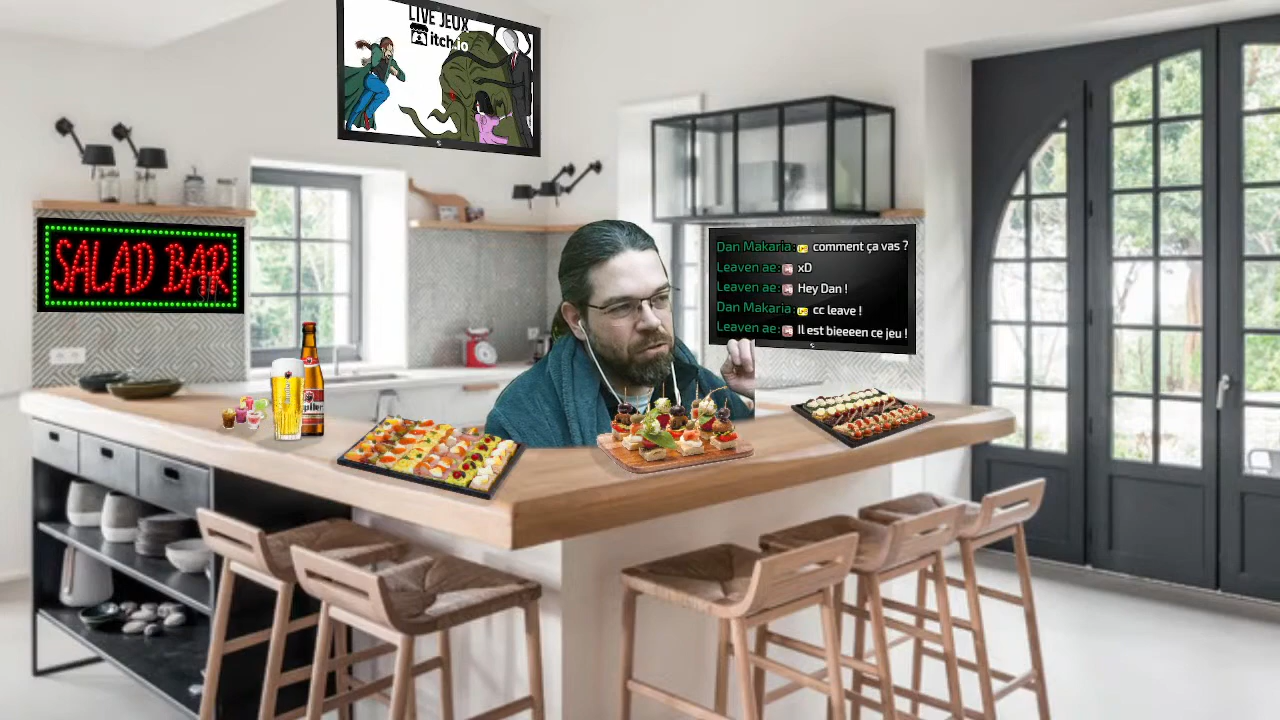 LIVE JEUX
itch.io
SALAD BAR
Dan Makaria: comment ça vas ?
Leaven ae: xD
Leaven ae: Hey Dan !
Dan Makaria: cc leave !
Leaven ae: Il est bieeeen ce jeu !